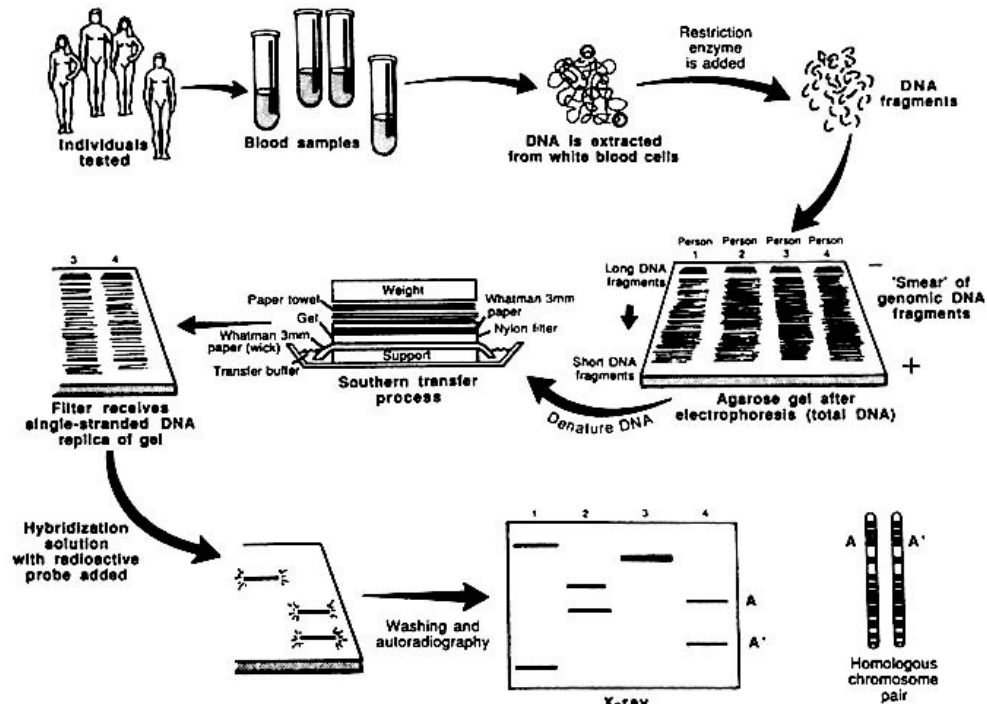 Individuals
tested
Blood samples
DNA is extracted
from white blood cells
Restriction
enzyme
is added
DNA
fragments
Person
1
Person
2
Person
3
Person
4
Long DNA
fragments
Short DNA
fragments
−
+
'Smear' of
genomic DNA
fragments
Agarose gel after
electrophoresis (total DNA)
Denature DNA
Weight
Paper towel
Gel
Whatman 3mm
paper (wick)
Transfer buffer
Whatman 3mm
paper
Nylon filter
Support
Southern transfer
process
3 4
Filter receives
single-stranded DNA
replica of gel
Hybridization
solution
with radioactive
probe added
Washing and
autoradiography
1 2 3 4
A
A'
X-ray
A A'
Homologous
chromosome
pair